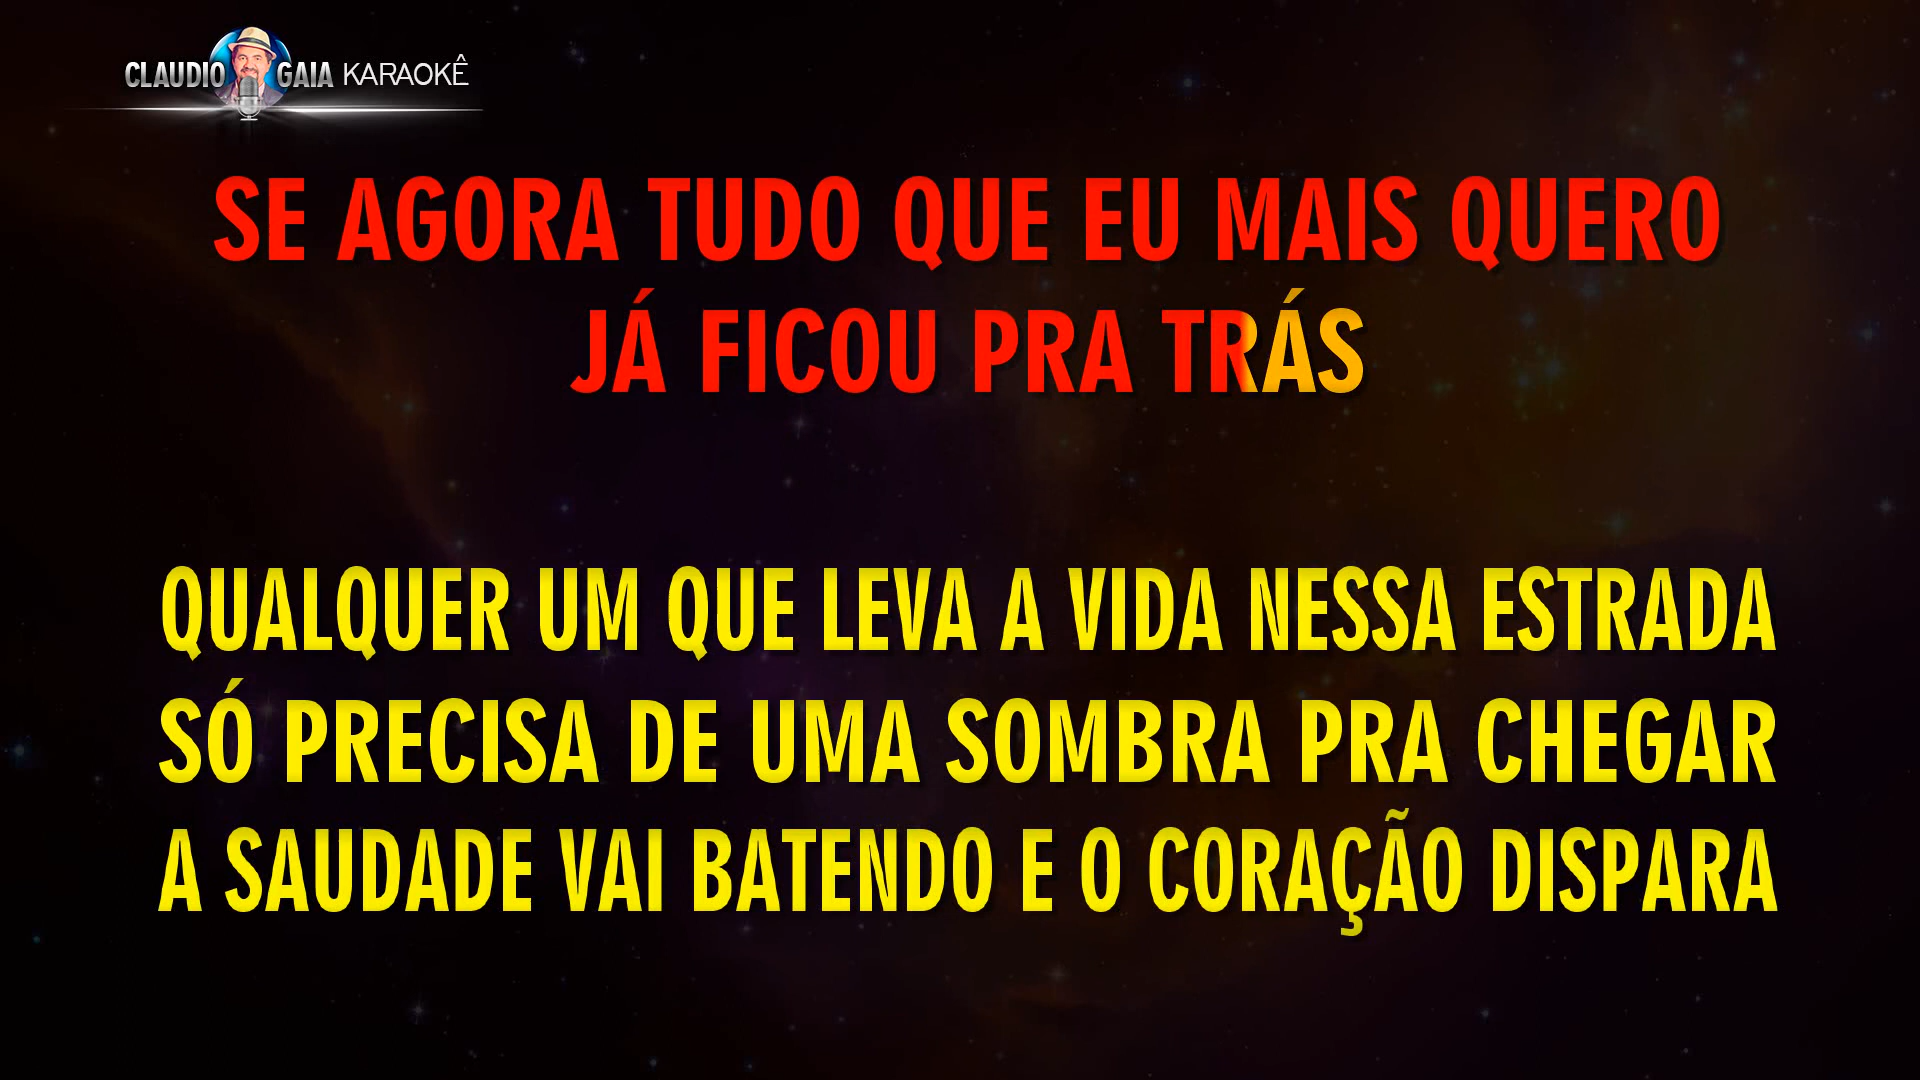 CLAUDIO GAIA KARAOKÊ
SE AGORA TUDO QUE EU MAIS QUERO
JÁ FICOU PRA TRÁS
QUALQUER UM QUE LEVA A VIDA NESSA ESTRADA
SÓ PRECISA DE UMA SOMBRA PRA CHEGAR
A SAUDADE VAI BATENDO E O CORAÇÃO DISPARA